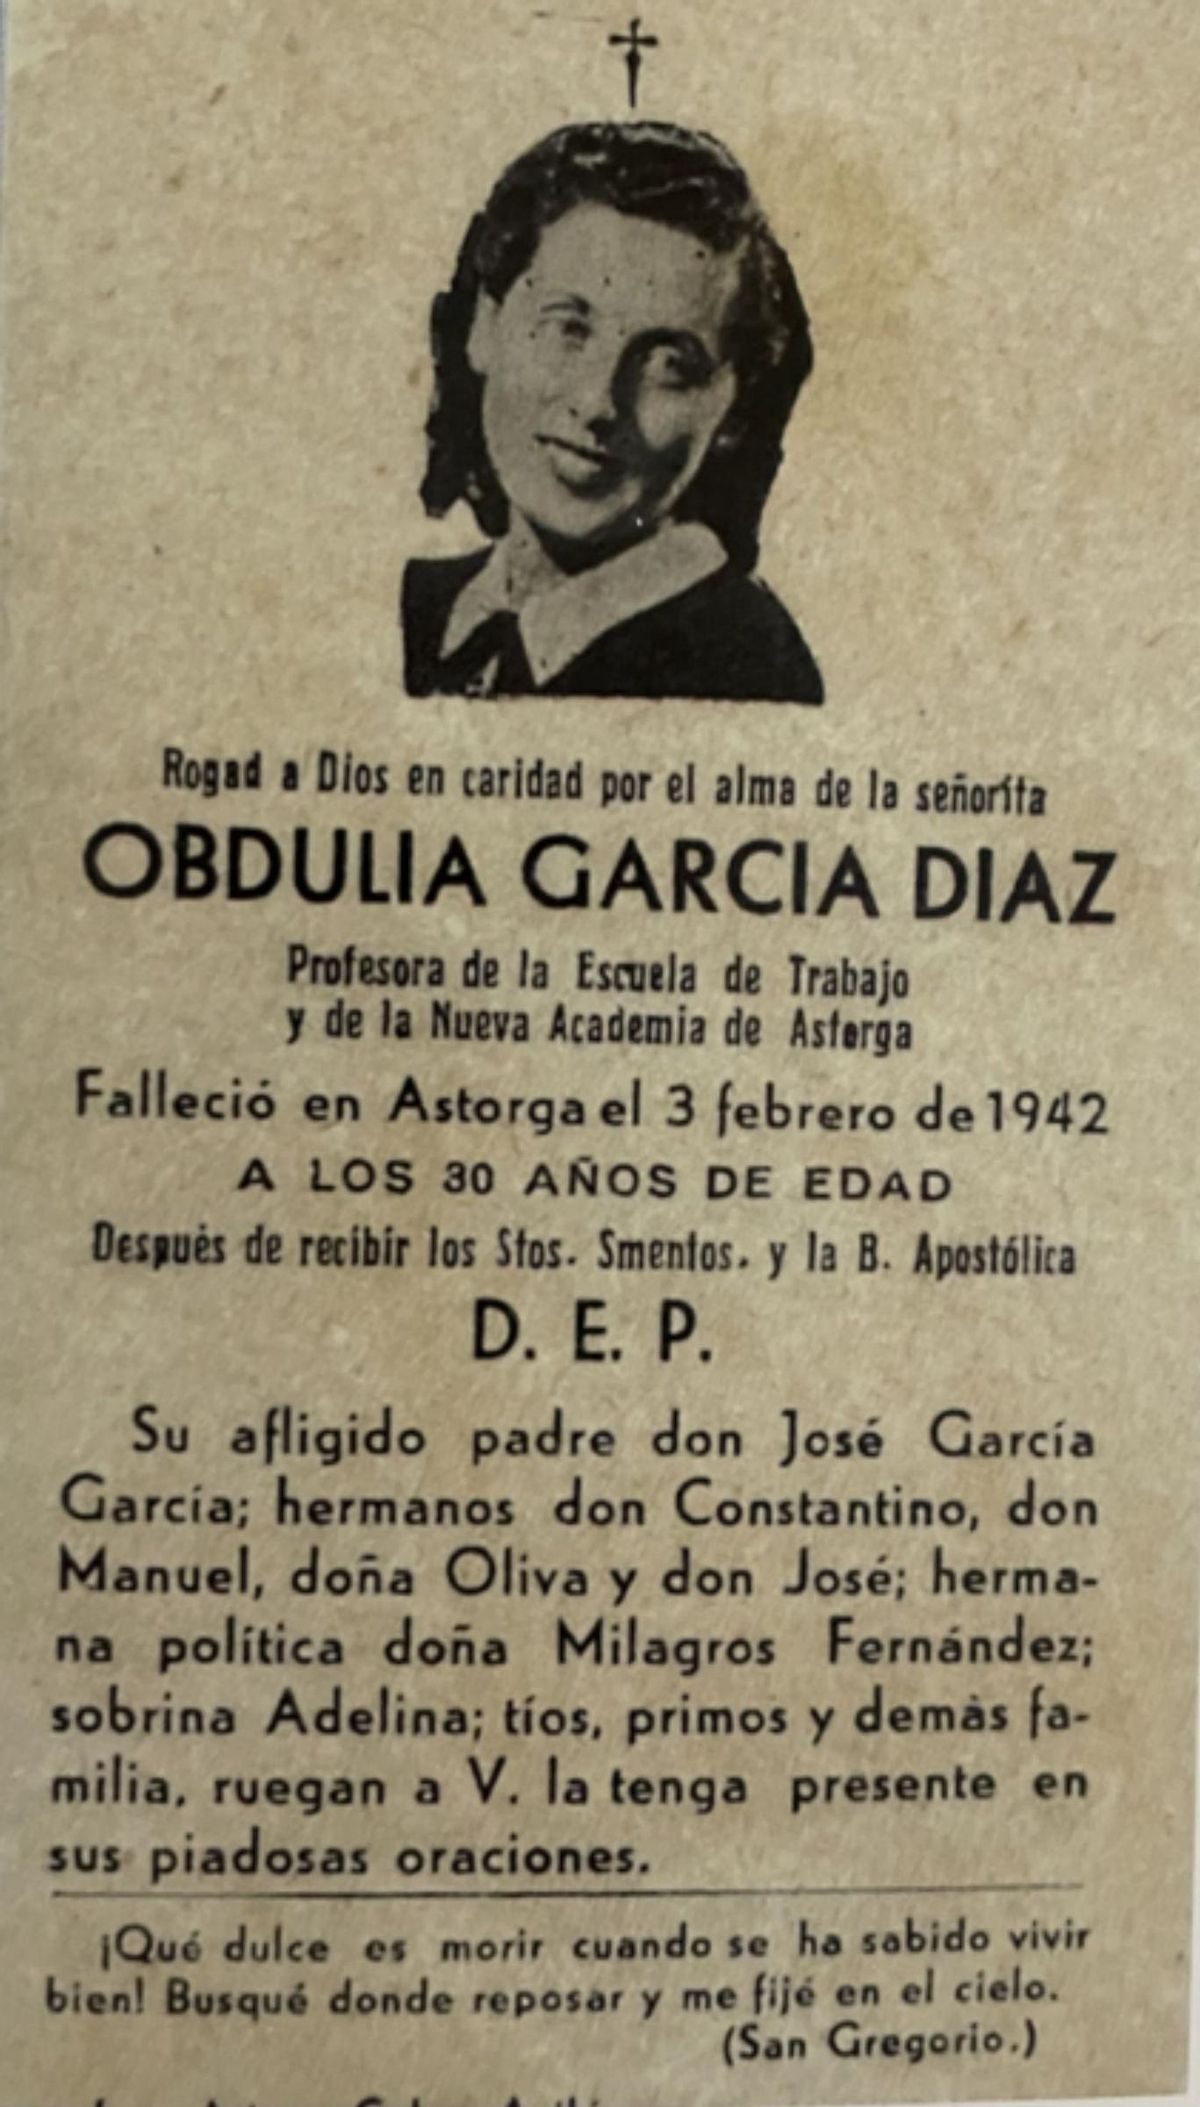 Rogad a Dios en caridad por el alma de la señorita
OBDULIA GARCIA DIAZ
Profesora de la Escuela de Trabajo
y de la Nueva Academia de Astorga
Falleció en Astorga el 3 febrero de 1942
A LOS 30 AÑOS DE EDAD
Después de recibir los Stos. Smentos. y la B. Apostólica
D. E. P.
Su afligido padre don José García
García; hermanos don Constantino, don
Manuel, doña Oliva y don José; herma-
na política doña Milagros Fernández;
sobrina Adelina; tíos, primos y demàs fa-
milia, ruegan a V. la tenga presente en
sus piadosas oraciones.
¡Qué dulce es morir cuando se ha sabido vivir
bien! Busqué donde reposar y me fijé en el cielo.
(San Gregorio.)